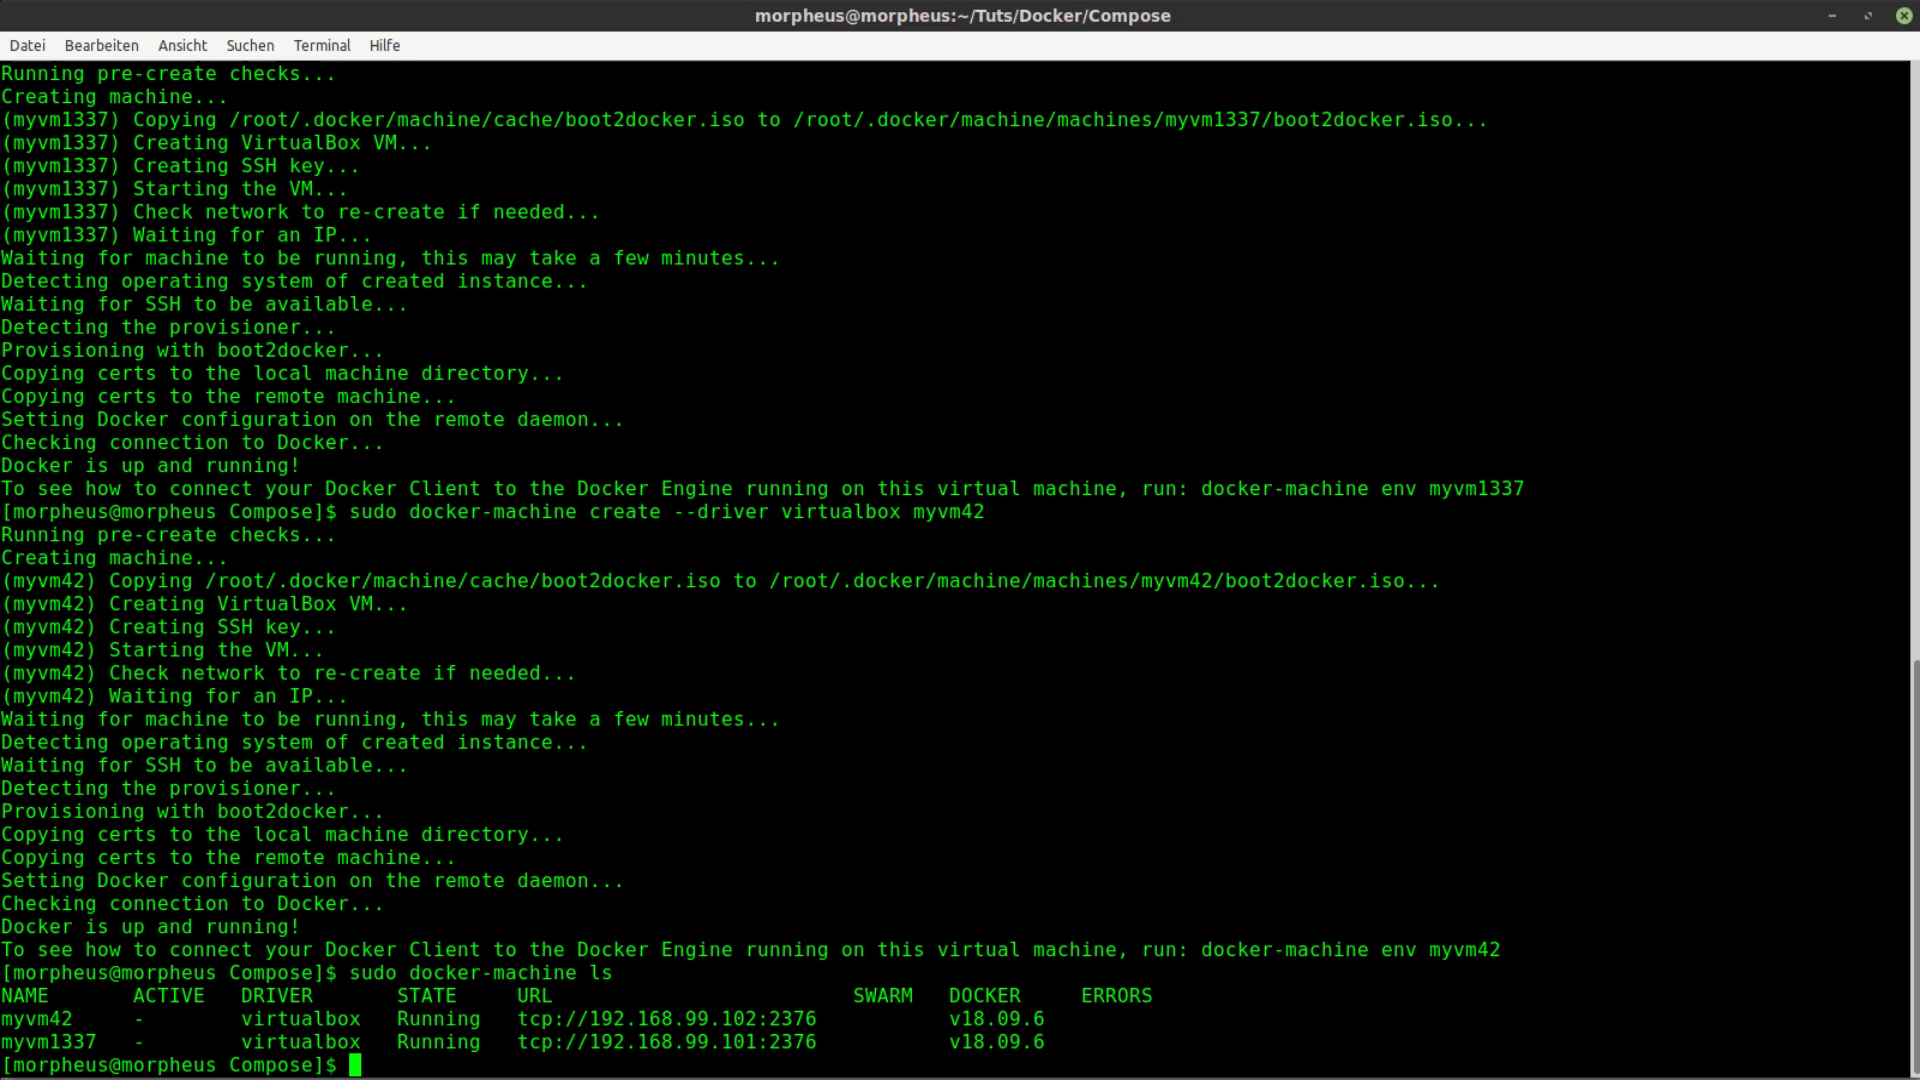 morpheus@morpheus:~/Tuts/Docker/Compose
Datei Bearbeiten Ansicht Suchen Terminal Hilfe
Running pre-create checks...
Creating machine...
(myvm1337) Copying /root/.docker/machine/cache/boot2docker.iso to /root/.docker/machine/machines/myvm1337/boot2docker.iso...
(myvm1337) Creating VirtualBox VM...
(myvm1337) Creating SSH key...
(myvm1337) Starting the VM...
(myvm1337) Check network to re-create if needed...
(myvm1337) Waiting for an IP...
Waiting for machine to be running, this may take a few minutes...
Detecting operating system of created instance...
Waiting for SSH to be available...
Detecting the provisioner...
Provisioning with boot2docker...
Copying certs to the local machine directory...
Copying certs to the remote machine...
Setting Docker configuration on the remote daemon...
Checking connection to Docker...
Docker is up and running!
To see how to connect your Docker Client to the Docker Engine running on this virtual machine, run: docker-machine env myvm1337
[morpheus@morpheus Compose]$ sudo docker-machine create --driver virtualbox myvm42
Running pre-create checks...
Creating machine...
(myvm42) Copying /root/.docker/machine/cache/boot2docker.iso to /root/.docker/machine/machines/myvm42/boot2docker.iso...
(myvm42) Creating VirtualBox VM...
(myvm42) Creating SSH key...
(myvm42) Starting the VM...
(myvm42) Check network to re-create if needed...
(myvm42) Waiting for an IP...
Waiting for machine to be running, this may take a few minutes...
Detecting operating system of created instance...
Waiting for SSH to be available...
Detecting the provisioner...
Provisioning with boot2docker...
Copying certs to the local machine directory...
Copying certs to the remote machine...
Setting Docker configuration on the remote daemon...
Checking connection to Docker...
Docker is up and running!
To see how to connect your Docker Client to the Docker Engine running on this virtual machine, run: docker-machine env myvm42
[morpheus@morpheus Compose]$ sudo docker-machine ls
NAME ACTIVE DRIVER STATE URL SWARM DOCKER ERRORS
myvm42 - virtualbox Running tcp://192.168.99.102:2376 v18.09.6
myvm1337 - virtualbox Running tcp://192.168.99.101:2376 v18.09.6
[morpheus@morpheus Compose]$